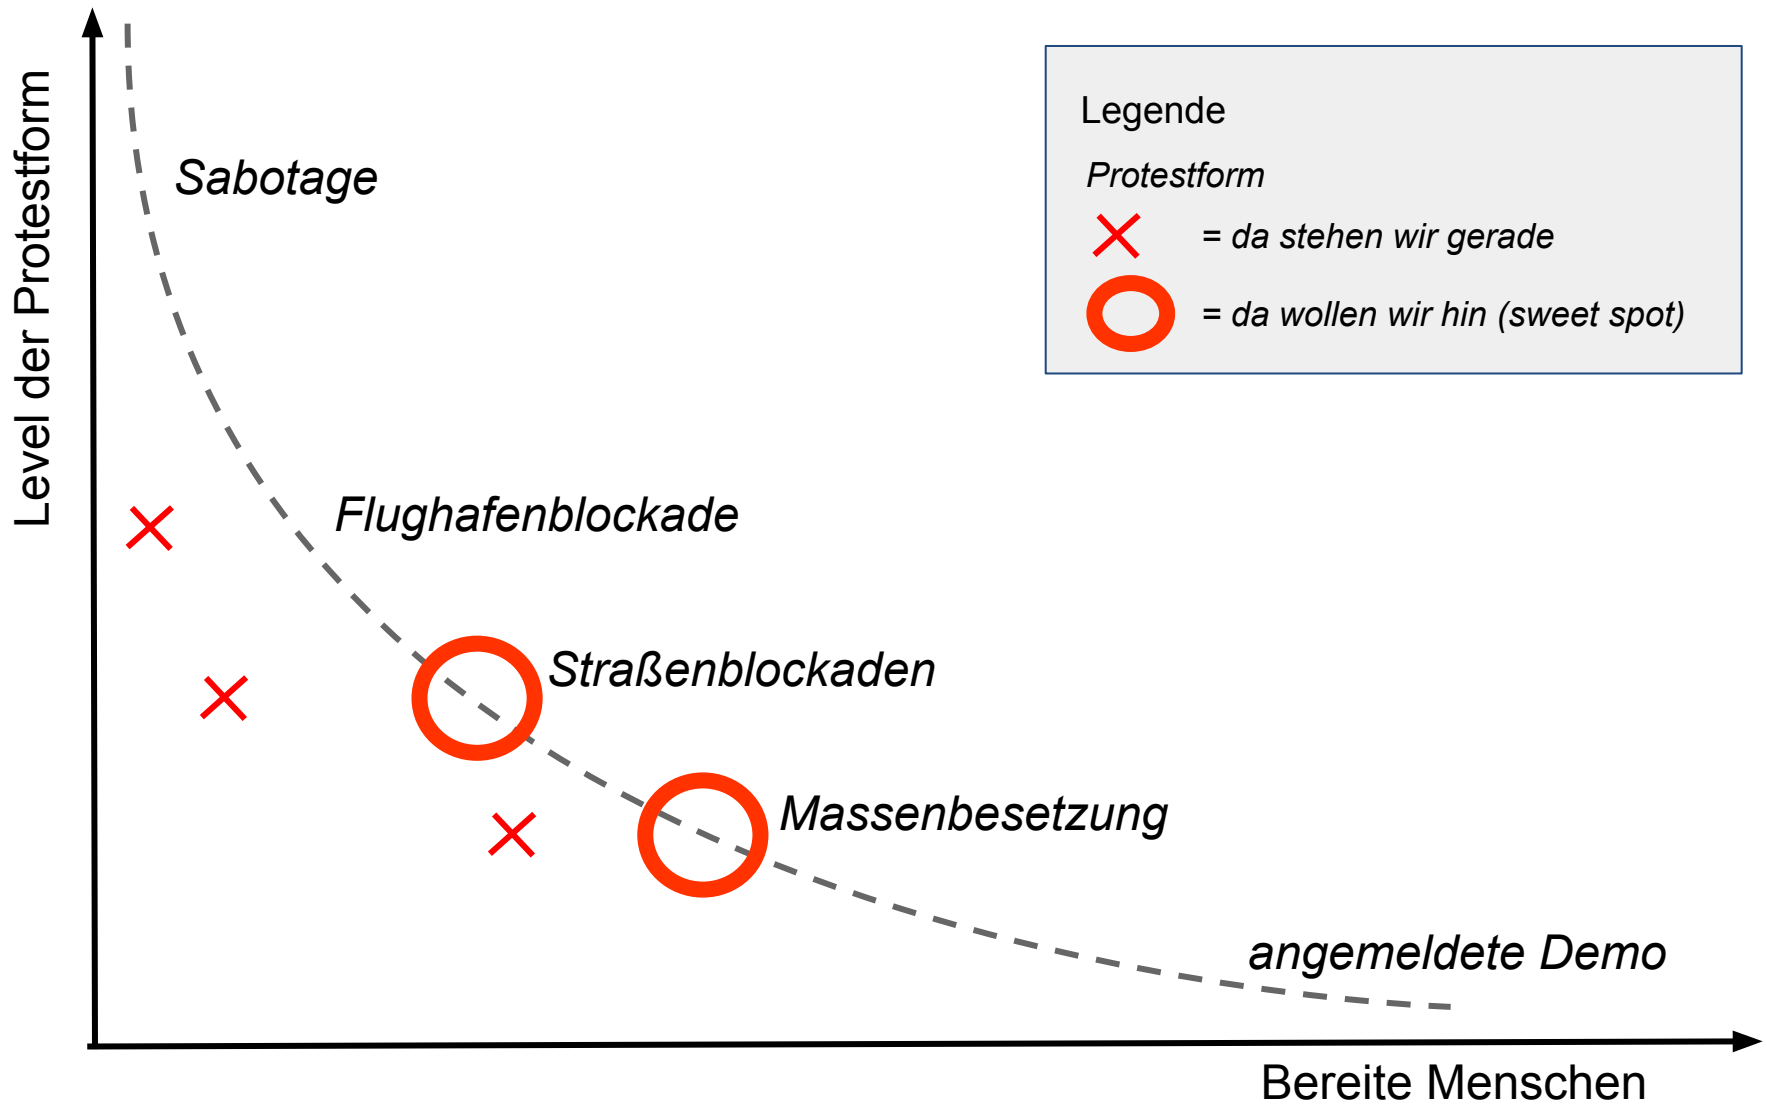 Level der Protestform
Sabotage
Flughafenblockade
Straßenblockaden
Massenbesetzung
angemeldete Demo
Bereite Menschen
Legende
Protestform
= da stehen wir gerade
= da wollen wir hin (sweet spot)